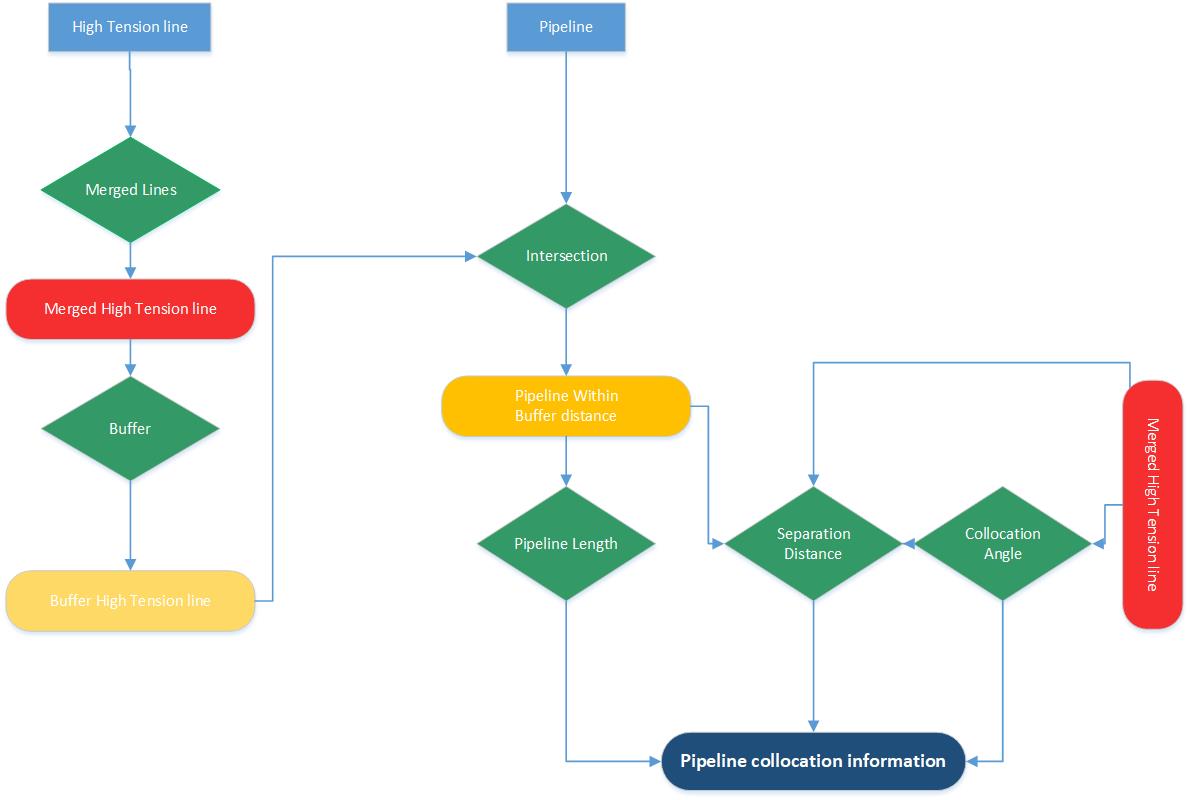 High Tension line
Pipeline
Merged Lines
Intersection
Merged High Tension line
Pipeline Within
Buffer distance
Buffer
Pipeline Length
Separation
Distance
Collocation
Angle
Merged High Tension line
Buffer High Tension line
Pipeline collocation information